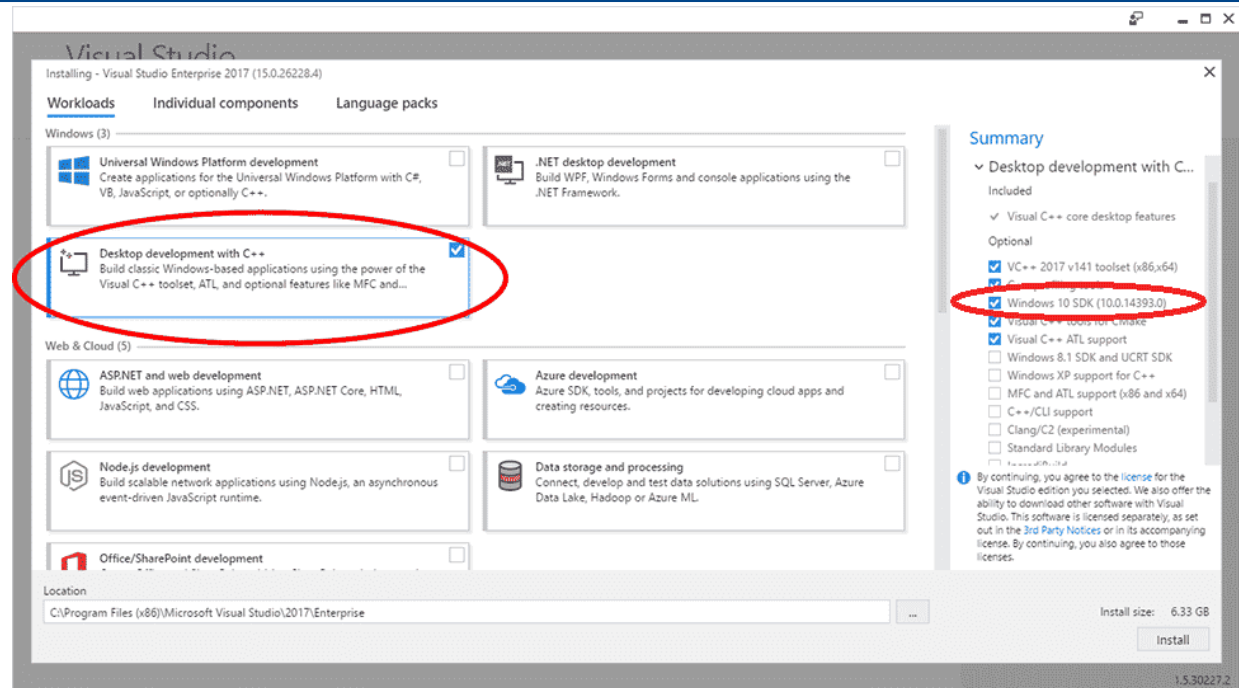 Visual Studio
Installing - Visual Studio Enterprise 2017 (15.0.26228.4)
Workloads
Individual components
Language packs
Windows (3)
Universal Windows Platform development
Create applications for the Universal Windows Platform with C#,
VB, JavaScript, or optionally C++.
.NET
.NET desktop development
Build WPF, Windows Forms and console applications using the
.NET Framework.
Desktop development with C++
Build classic Windows-based applications using the power of the
Visual C++ toolset, ATL, and optional features like MFC and...
Web & Cloud (5)
ASP.NET and web development
Build web applications using ASP.NET, ASP.NET Core, HTML,
JavaScript, and CSS.
Azure development
Azure SDK, tools, and projects for developing cloud apps and
creating resources.
Node.js development
Build scalable network applications using Node.js, an asynchronous
event-driven JavaScript runtime.
Data storage and processing
Connect, develop and test data solutions using SQL Server, Azure
Data Lake, Hadoop or Azure ML.
Office/SharePoint development
Summary
Desktop development with C...
Included
Visual C++ core desktop features
Optional
VC++ 2017 v141 toolset (x86,x64)
Windows 10 SDK (10.0.14393.0)
Visual C++ tools for CMake
Visual C++ ATL support
Windows 8.1 SDK and UCRT SDK
Windows XP support for C++
MFC and ATL support (x86 and x64)
C++/CLI support
Clang/C2 (experimental)
Standard Library Modules
By continuing, you agree to the license for the
Visual Studio edition you selected. We also offer the
ability to download other software with Visual
Studio. This software is licensed separately, as set
out in the 3rd Party Notices or in its accompanying
license. By continuing, you also agree to those
licenses.
Location
C:\Program Files (x86)\Microsoft Visual Studio\2017\Enterprise
...
Install size: 6.33 GB
Install
1.5.30227.2